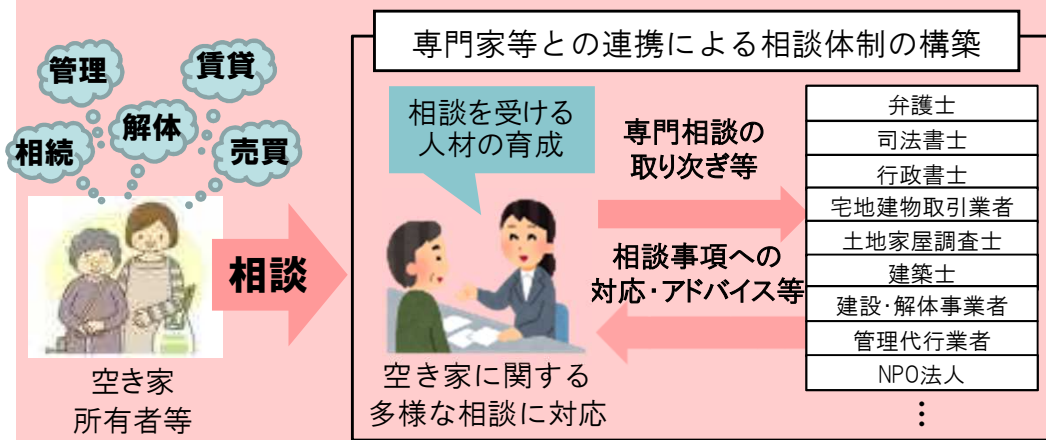 専門家等との連携による相談体制の構築
管理
賃貸
解体
相続
売買
相談
空き家
所有者等
相談を受ける
人材の育成
空き家に関する
多様な相談に対応
専門相談の
取り次ぎ等
相談事項への
対応・アドバイス等
弁護士
司法書士
行政書士
宅地建物取引業者
土地家屋調査士
建築士
建設・解体事業者
管理代行業者
NPO法人
⋮